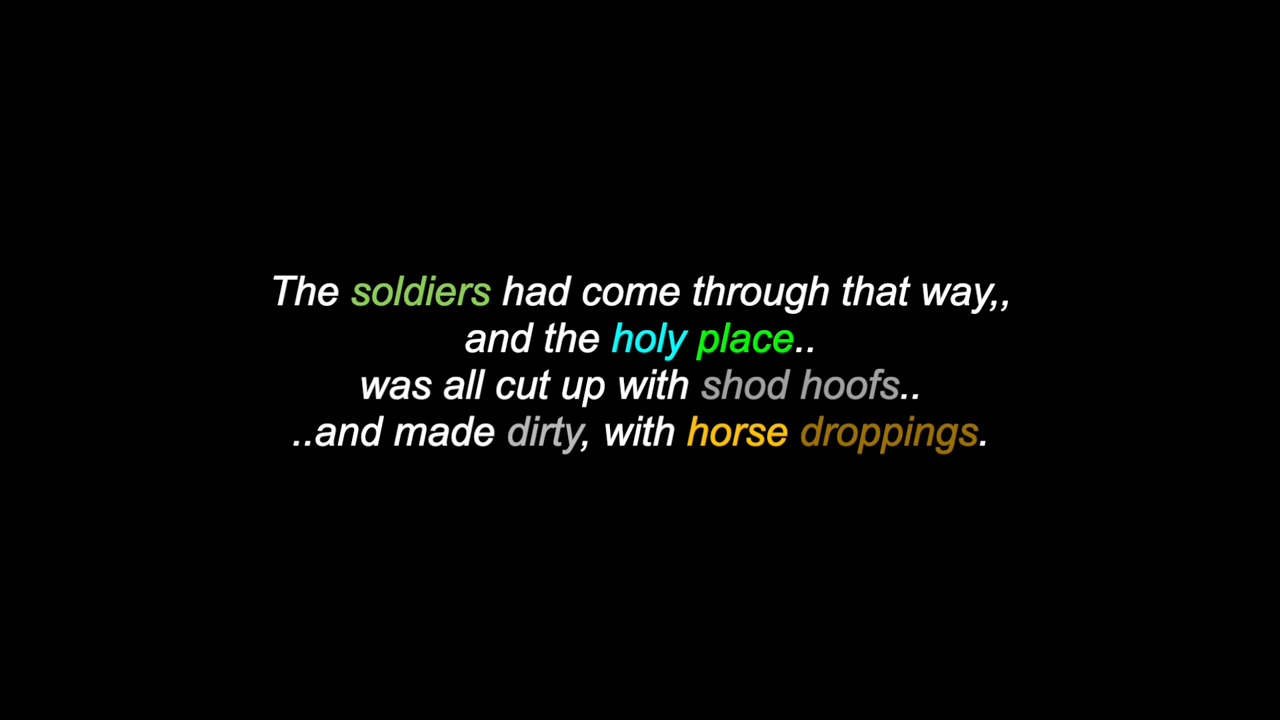 The soldiers had come through that way,,
and the holy place..
was all cut up with shod hoofs..
..and made dirty, with horse droppings.